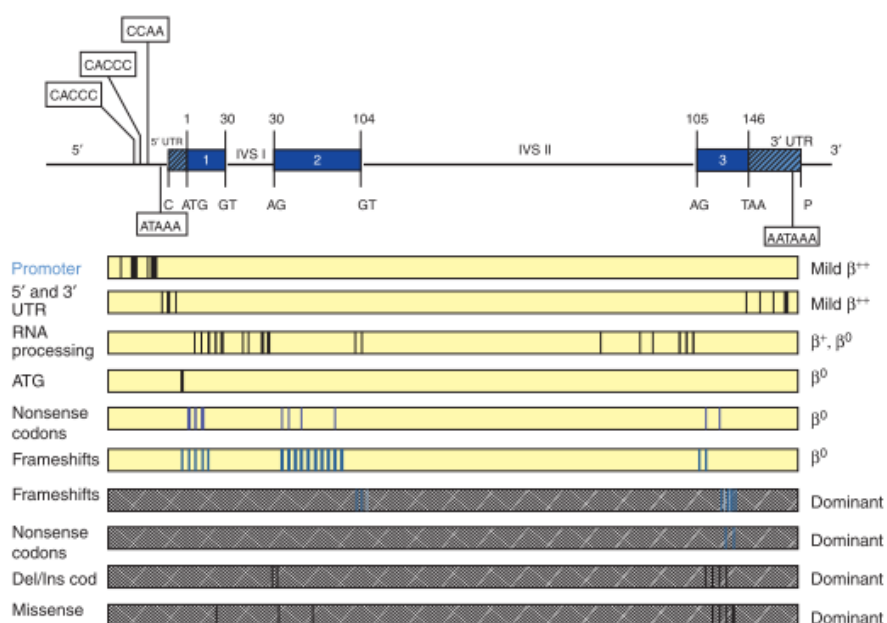 CCAA
CACCC
CACCC
1 30 30 104 105 146
5′ 5′ UTR 1 IVS I 2 IVS II 3 3′ UTR 3′
C ATG GT AG GT AG TAA P
ATAAA AATAAA
Promoter Mild β++
5′ and 3′
UTR Mild β++
RNA
processing β+, β0
ATG β0
Nonsense
codons β0
Frameshifts β0
Frameshifts Dominant
Nonsense
codons Dominant
Del/Ins cod Dominant
Missense Dominant